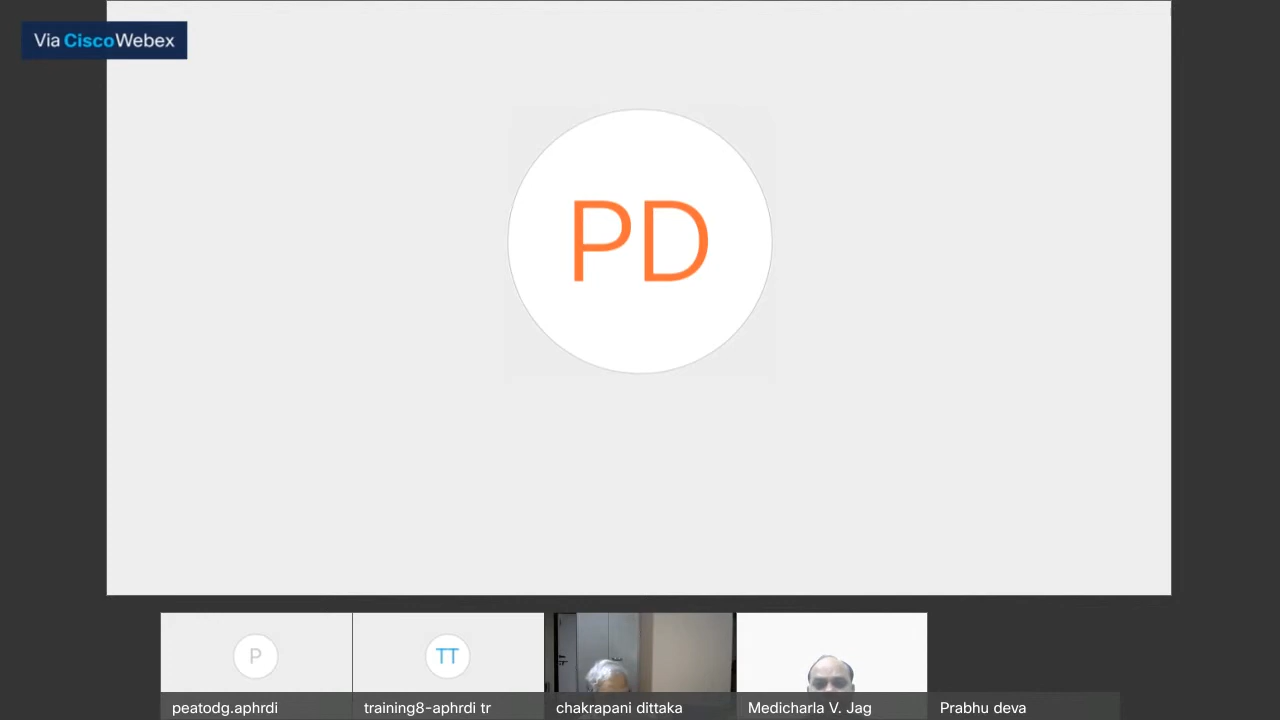 Via CiscoWebex
PD
P
TT
peatodg.aphrdi
training8-aphrdi tr
chakrapani dittaka
Medicharla V. Jag
Prabhu deva